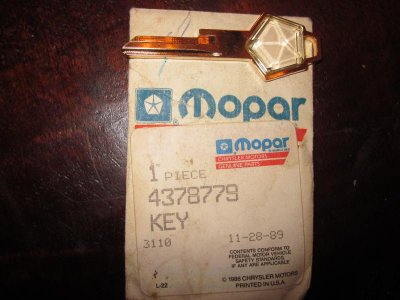 Mopar
Mopar
CHRYSLER MOTORS
GENUINE PARTS
1 PIECE
4378779
KEY
3110 11-28-89
CONTENTS CONFORM TO
FEDERAL MOTOR VEHICLE
SAFETY STANDARDS,
IF ANY ARE APPLICABLE
L-22
© 1986 CHRYSLER MOTORS
PRINTED IN U.S.A.